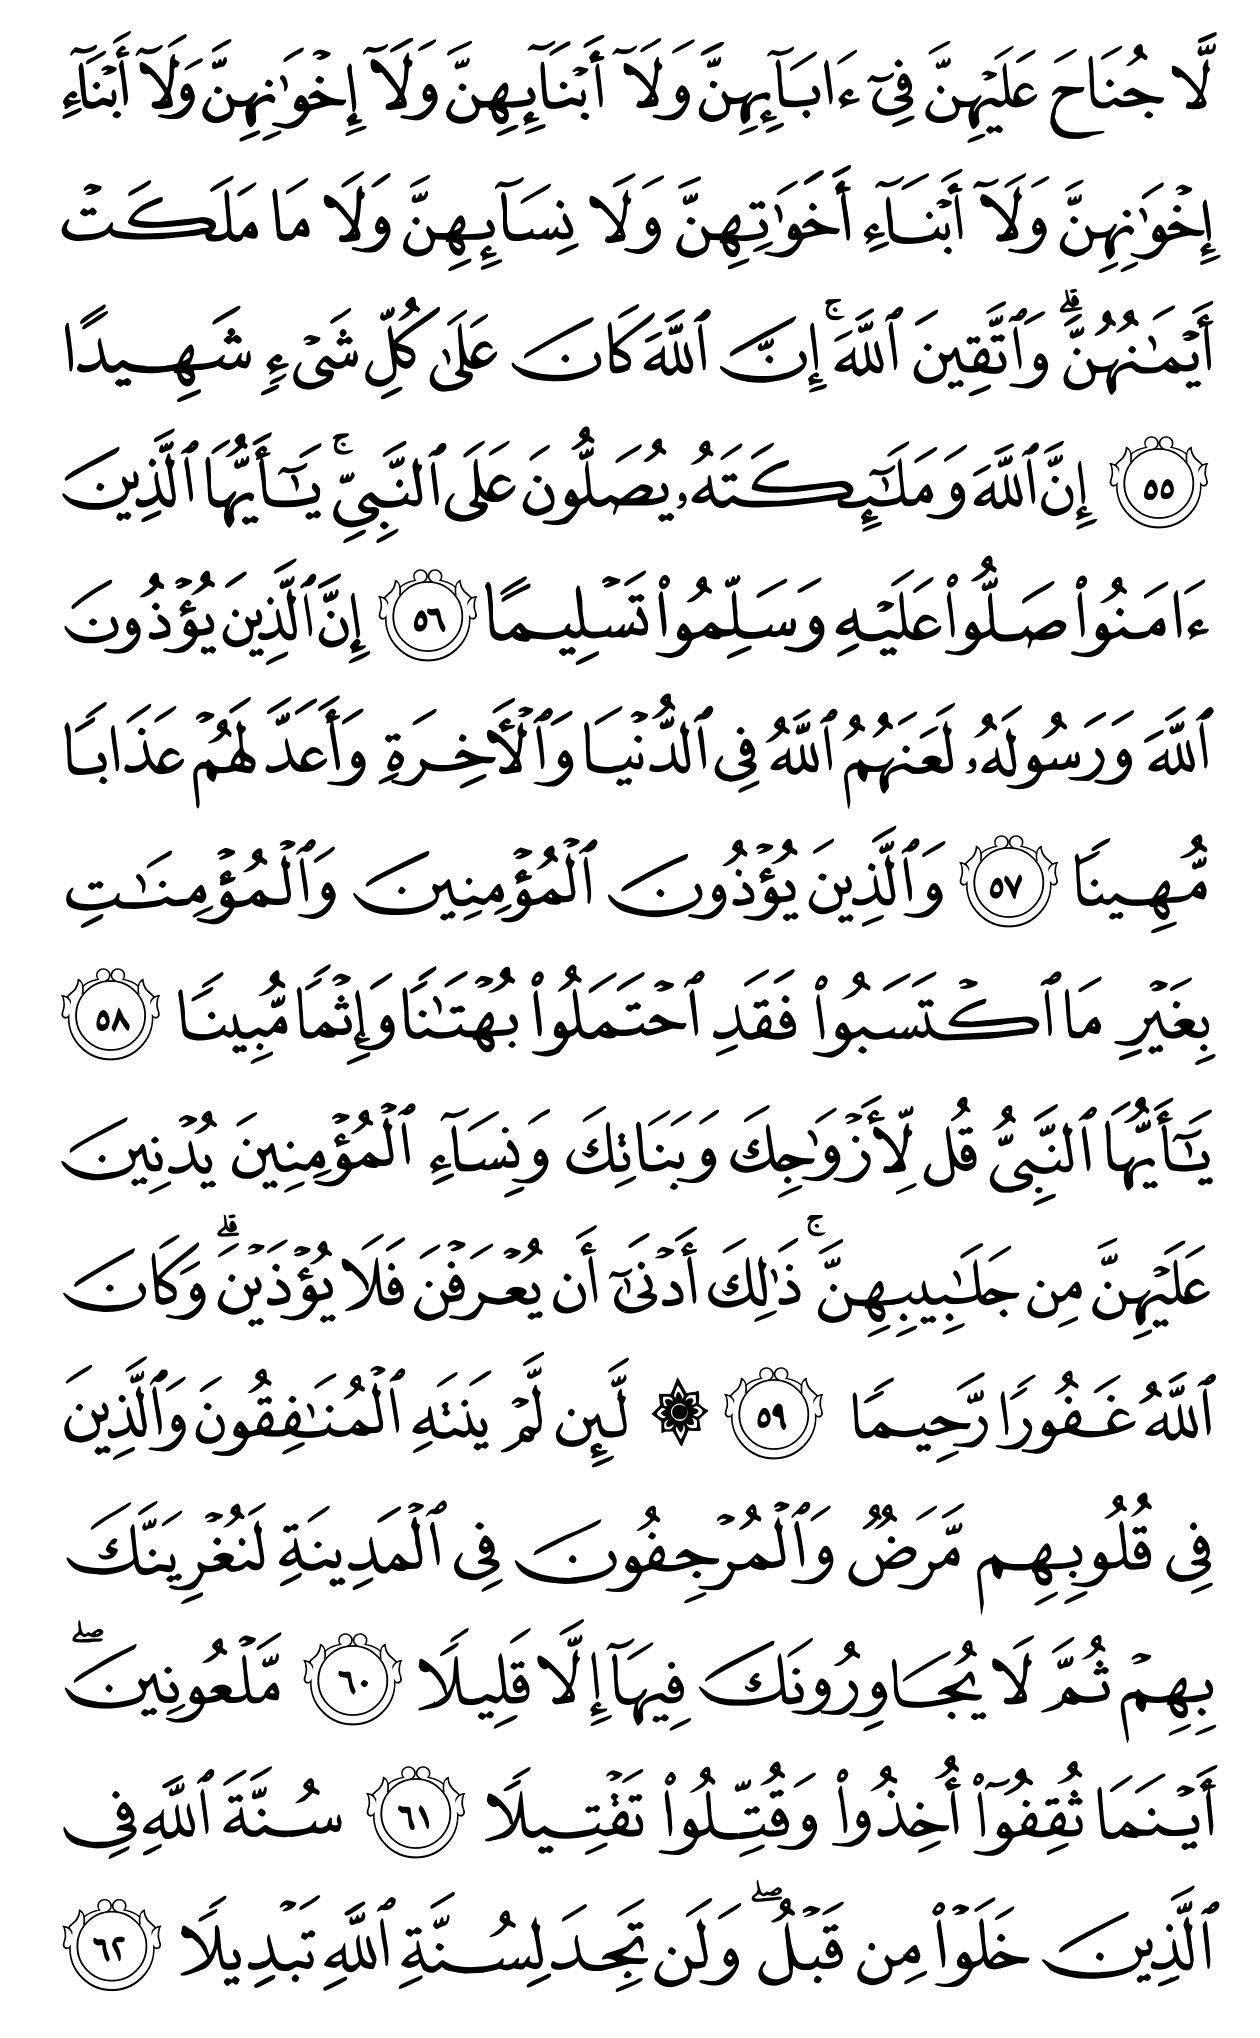 لَّا جُنَاحَ عَلَيْهِنَّ فِىٓ ءَابَآئِهِنَّ وَلَآ أَبْنَآئِهِنَّ وَلَآ إِخْوَٰنِهِنَّ وَلَآ أَبْنَآءِ
إِخْوَٰنِهِنَّ وَلَآ أَبْنَآءِ أَخَوَٰتِهِنَّ وَلَا نِسَآئِهِنَّ وَلَا مَا مَلَكَتْ
أَيْمَـٰنُهُنَّ ۗ وَٱتَّقِينَ ٱللَّهَ ۚ إِنَّ ٱللَّهَ كَانَ عَلَىٰ كُلِّ شَىْءٍ شَهِيدًا
٥٥ إِنَّ ٱللَّهَ وَمَلَـٰٓئِكَتَهُۥ يُصَلُّونَ عَلَى ٱلنَّبِىِّ ۚ يَـٰٓأَيُّهَا ٱلَّذِينَ
ءَامَنُوا۟ صَلُّوا۟ عَلَيْهِ وَسَلِّمُوا۟ تَسْلِيمًا ٥٦ إِنَّ ٱلَّذِينَ يُؤْذُونَ
ٱللَّهَ وَرَسُولَهُۥ لَعَنَهُمُ ٱللَّهُ فِى ٱلدُّنْيَا وَٱلْـَٔاخِرَةِ وَأَعَدَّ لَهُمْ عَذَابًا
مُّهِينًا ٥٧ وَٱلَّذِينَ يُؤْذُونَ ٱلْمُؤْمِنِينَ وَٱلْمُؤْمِنَـٰتِ
بِغَيْرِ مَا ٱكْتَسَبُوا۟ فَقَدِ ٱحْتَمَلُوا۟ بُهْتَـٰنًا وَإِثْمًا مُّبِينًا ٥٨
يَـٰٓأَيُّهَا ٱلنَّبِىُّ قُل لِّأَزْوَٰجِكَ وَبَنَاتِكَ وَنِسَآءِ ٱلْمُؤْمِنِينَ يُدْنِينَ
عَلَيْهِنَّ مِن جَلَـٰبِيبِهِنَّ ۚ ذَٰلِكَ أَدْنَىٰٓ أَن يُعْرَفْنَ فَلَا يُؤْذَيْنَ ۗ وَكَانَ
ٱللَّهُ غَفُورًا رَّحِيمًا ٥٩ ۞ لَّئِن لَّمْ يَنتَهِ ٱلْمُنَـٰفِقُونَ وَٱلَّذِينَ
فِى قُلُوبِهِم مَّرَضٌ وَٱلْمُرْجِفُونَ فِى ٱلْمَدِينَةِ لَنُغْرِيَنَّكَ
بِهِمْ ثُمَّ لَا يُجَاوِرُونَكَ فِيهَآ إِلَّا قَلِيلًا ٦٠ مَّلْعُونِينَ ۖ
أَيْنَمَا ثُقِفُوٓا۟ أُخِذُوا۟ وَقُتِّلُوا۟ تَقْتِيلًا ٦١ سُنَّةَ ٱللَّهِ فِى
ٱلَّذِينَ خَلَوْا۟ مِن قَبْلُ ۖ وَلَن تَجِدَ لِسُنَّةِ ٱللَّهِ تَبْدِيلًا ٦٢